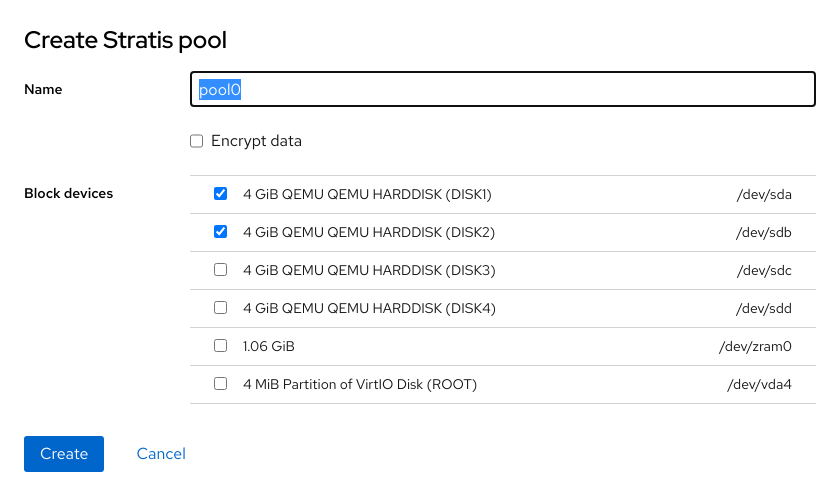 Create Stratis pool
Name
pool0
Encrypt data
Block devices
4 GiB QEMU QEMU HARDDISK (DISK1) /dev/sda
4 GiB QEMU QEMU HARDDISK (DISK2) /dev/sdb
4 GiB QEMU QEMU HARDDISK (DISK3) /dev/sdc
4 GiB QEMU QEMU HARDDISK (DISK4) /dev/sdd
1.06 GiB /dev/zram0
4 MiB Partition of VirtIO Disk (ROOT) /dev/vda4
Create Cancel